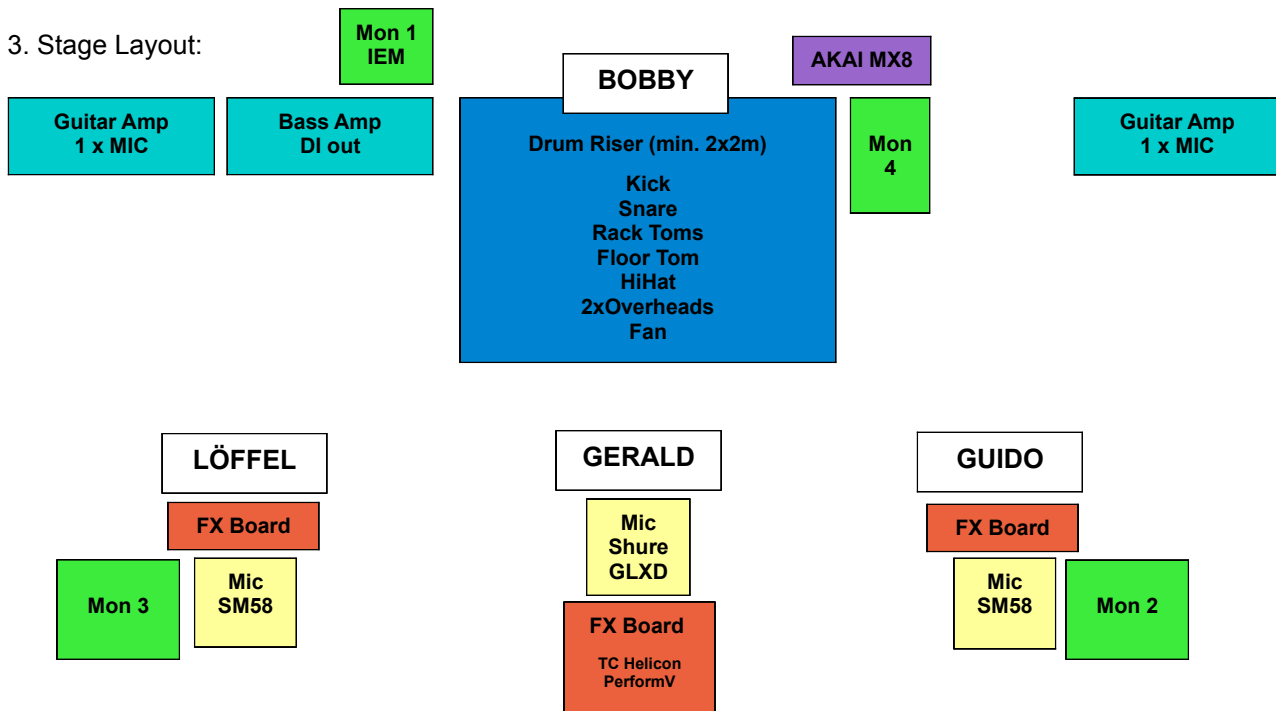 3. Stage Layout:
Mon 1
IEM
BOBBY
AKAI MX8
Guitar Amp
1 x MIC
Bass Amp
DI out
Drum Riser (min. 2x2m)
Kick
Snare
Rack Toms
Floor Tom
HiHat
2xOverheads
Fan
Mon
4
Guitar Amp
1 x MIC
LÖFFEL
FX Board
Mon 3
Mic
SM58
GERALD
Mic
Shure
GLXD
FX Board
TC Helicon
PerformV
GUIDO
FX Board
Mic
SM58
Mon 2